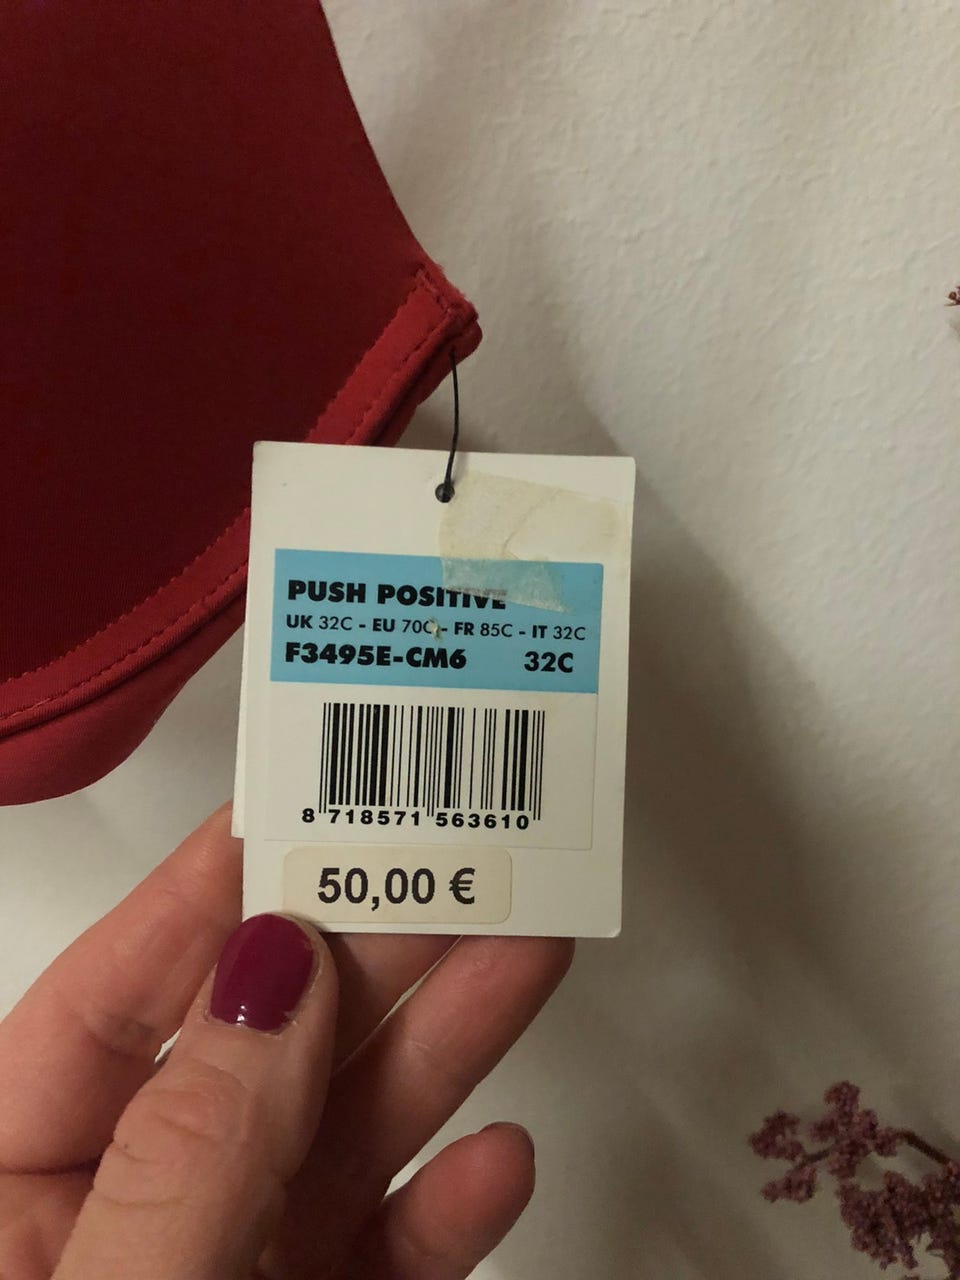 PUSH POSITIVE
UK 32C - EU 70C - FR 85C - IT 32C
F3495E-CM6 32C
8 718571 563610
50,00 €